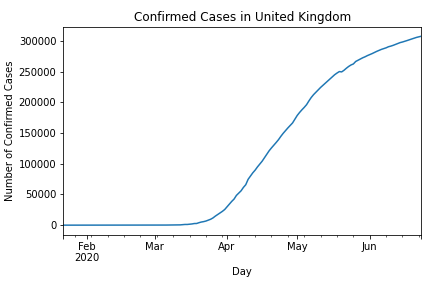 Confirmed Cases in United Kingdom
300000
250000
200000
150000
100000
50000
0
Number of Confirmed Cases
Feb Mar Apr May Jun
2020
Day